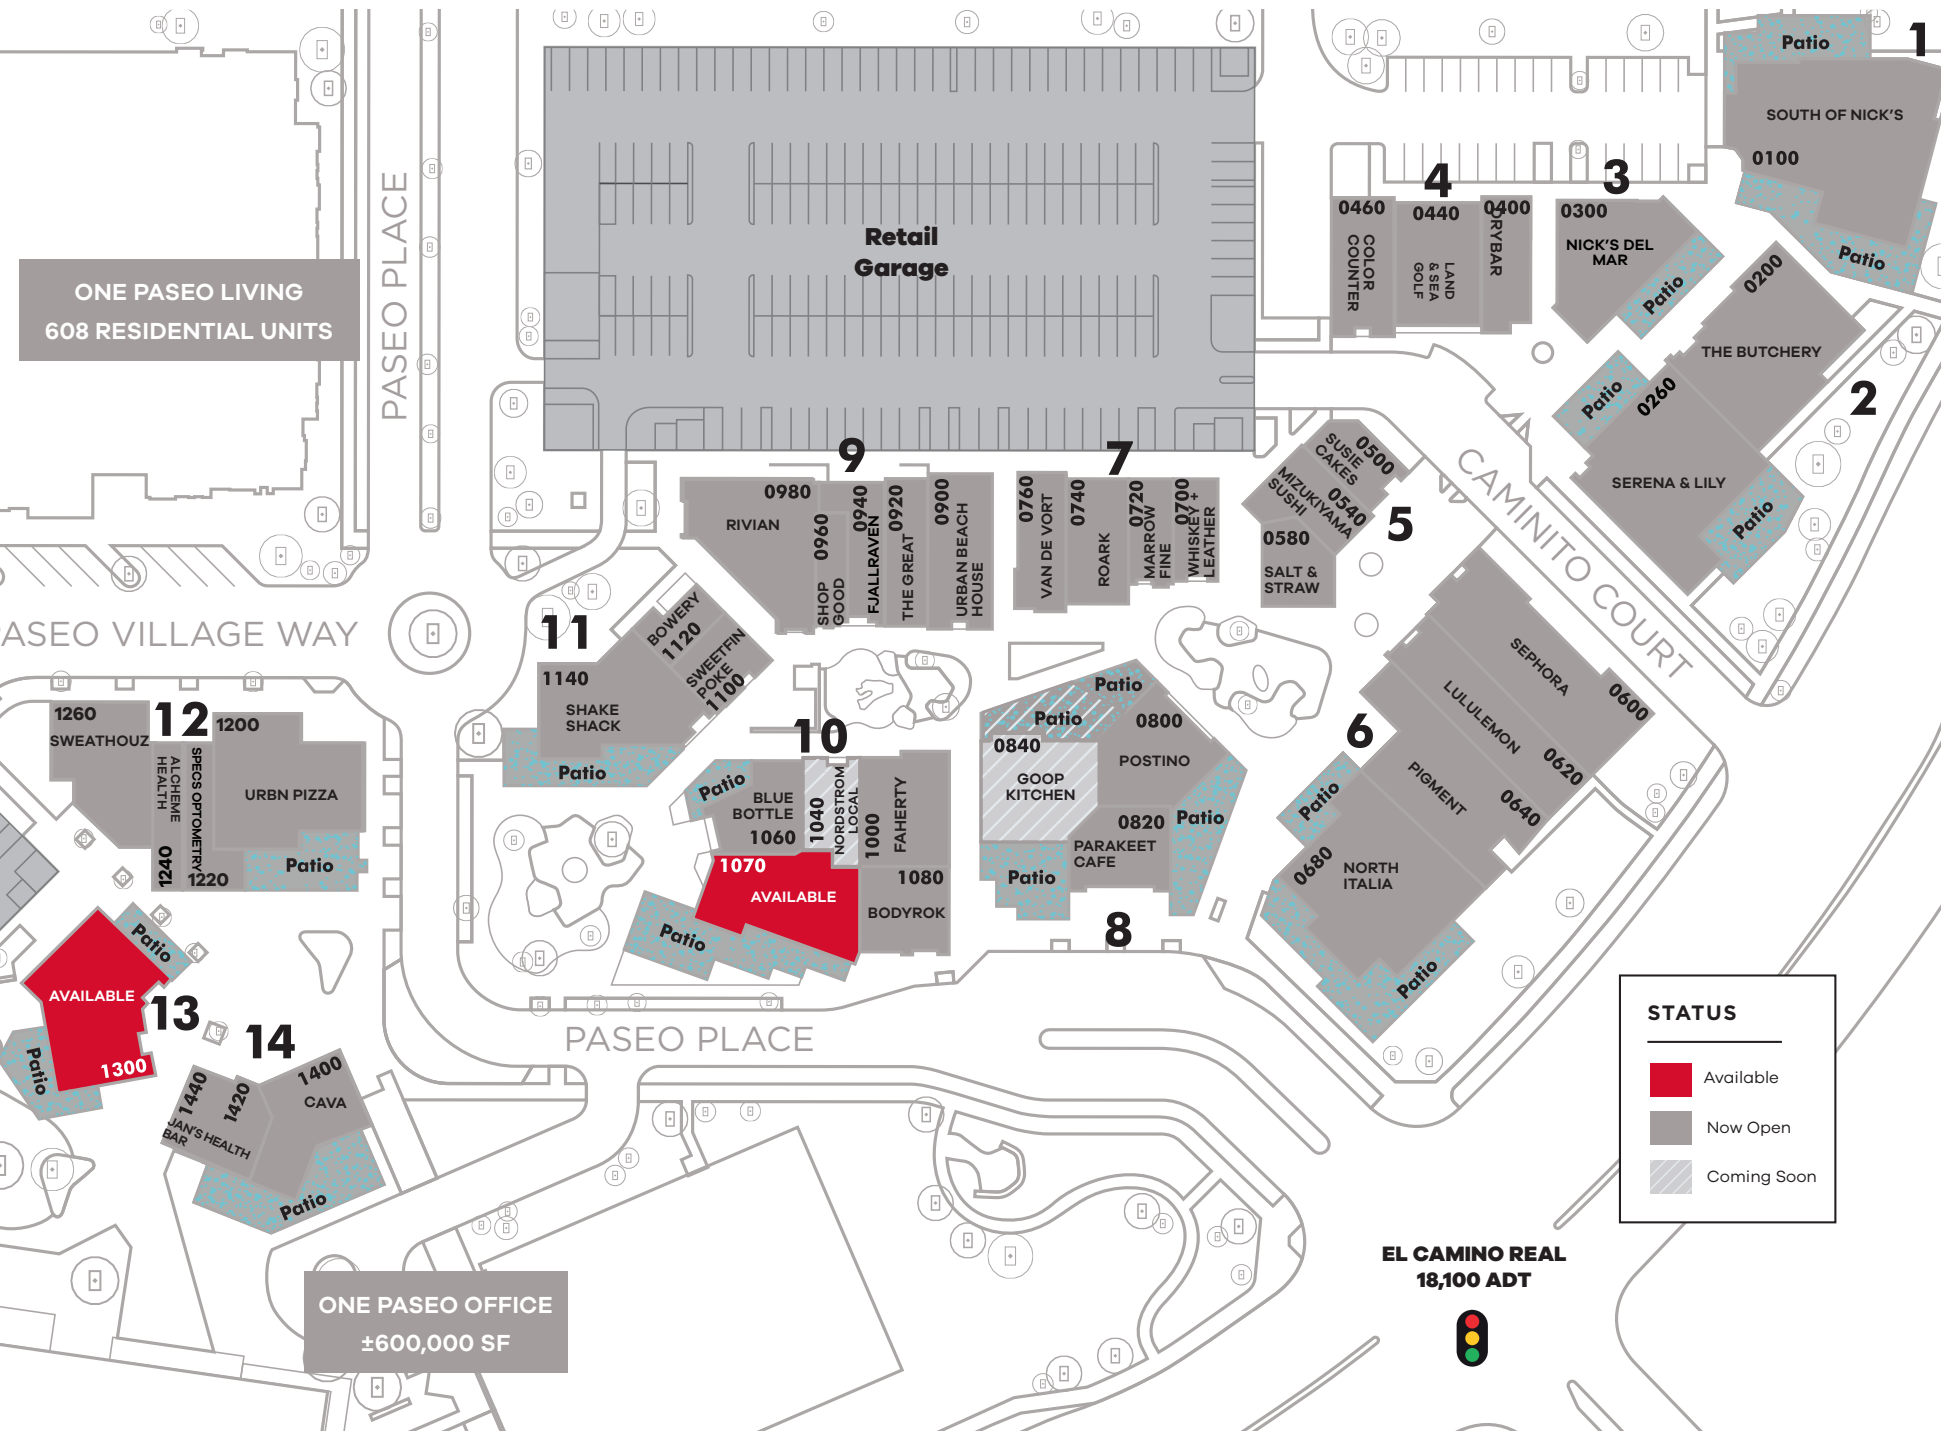 1
Patio
SOUTH OF NICK'S
0100
Patio
PASEO PLACE
Retail
Garage
4
3
0460
COLOR
COUNTER
0440
LAND
& SEA
GOLF
0400
DRYBAR
0300
NICK'S DEL
MAR
Patio
0200
THE BUTCHERY
2
ONE PASEO LIVING
608 RESIDENTIAL UNITS
Patio
0260
SERENA & LILY
Patio
CAMINITO COURT
9
0980
RIVIAN
0960
SHOP
GOOD
0940
FJALLRAVEN
0920
THE GREAT
0900
URBAN BEACH
HOUSE
7
0760
VAN DE VORT
0740
ROARK
0720
MARROW
FINE
0700
WHISKEY +
LEATHER
5
0500
SUSIE
CAKES
0540
MIZUKIYAMA
SUSHI
0580
SALT &
STRAW
PASEO VILLAGE WAY
11
BOWERY
1120
SWEETFIN
POKE
1100
1140
SHAKE
SHACK
Patio
SEPHORA
0600
LULULEMON
0620
PIGMENT
0640
6
Patio
0680
NORTH
ITALIA
Patio
12
1260
SWEATHOUZ
1200
URBN PIZZA
ALCHEME
HEALTH
1240
SPECS OPTOMETRY
1220
Patio
10
Patio
BLUE
BOTTLE
1060
1040
NORDSTROM
LOCAL
1000
FAHERTY
1070
AVAILABLE
1080
BODYROK
Patio
Patio
Patio
0800
POSTINO
0840
GOOP
KITCHEN
0820
PARAKEET
CAFE
Patio
Patio
8
Patio
AVAILABLE
13
1300
Patio
14
1440
1420
JAN'S HEALTH
BAR
1400
CAVA
Patio
PASEO PLACE
STATUS
Available
Now Open
Coming Soon
EL CAMINO REAL
18,100 ADT
ONE PASEO OFFICE
±600,000 SF